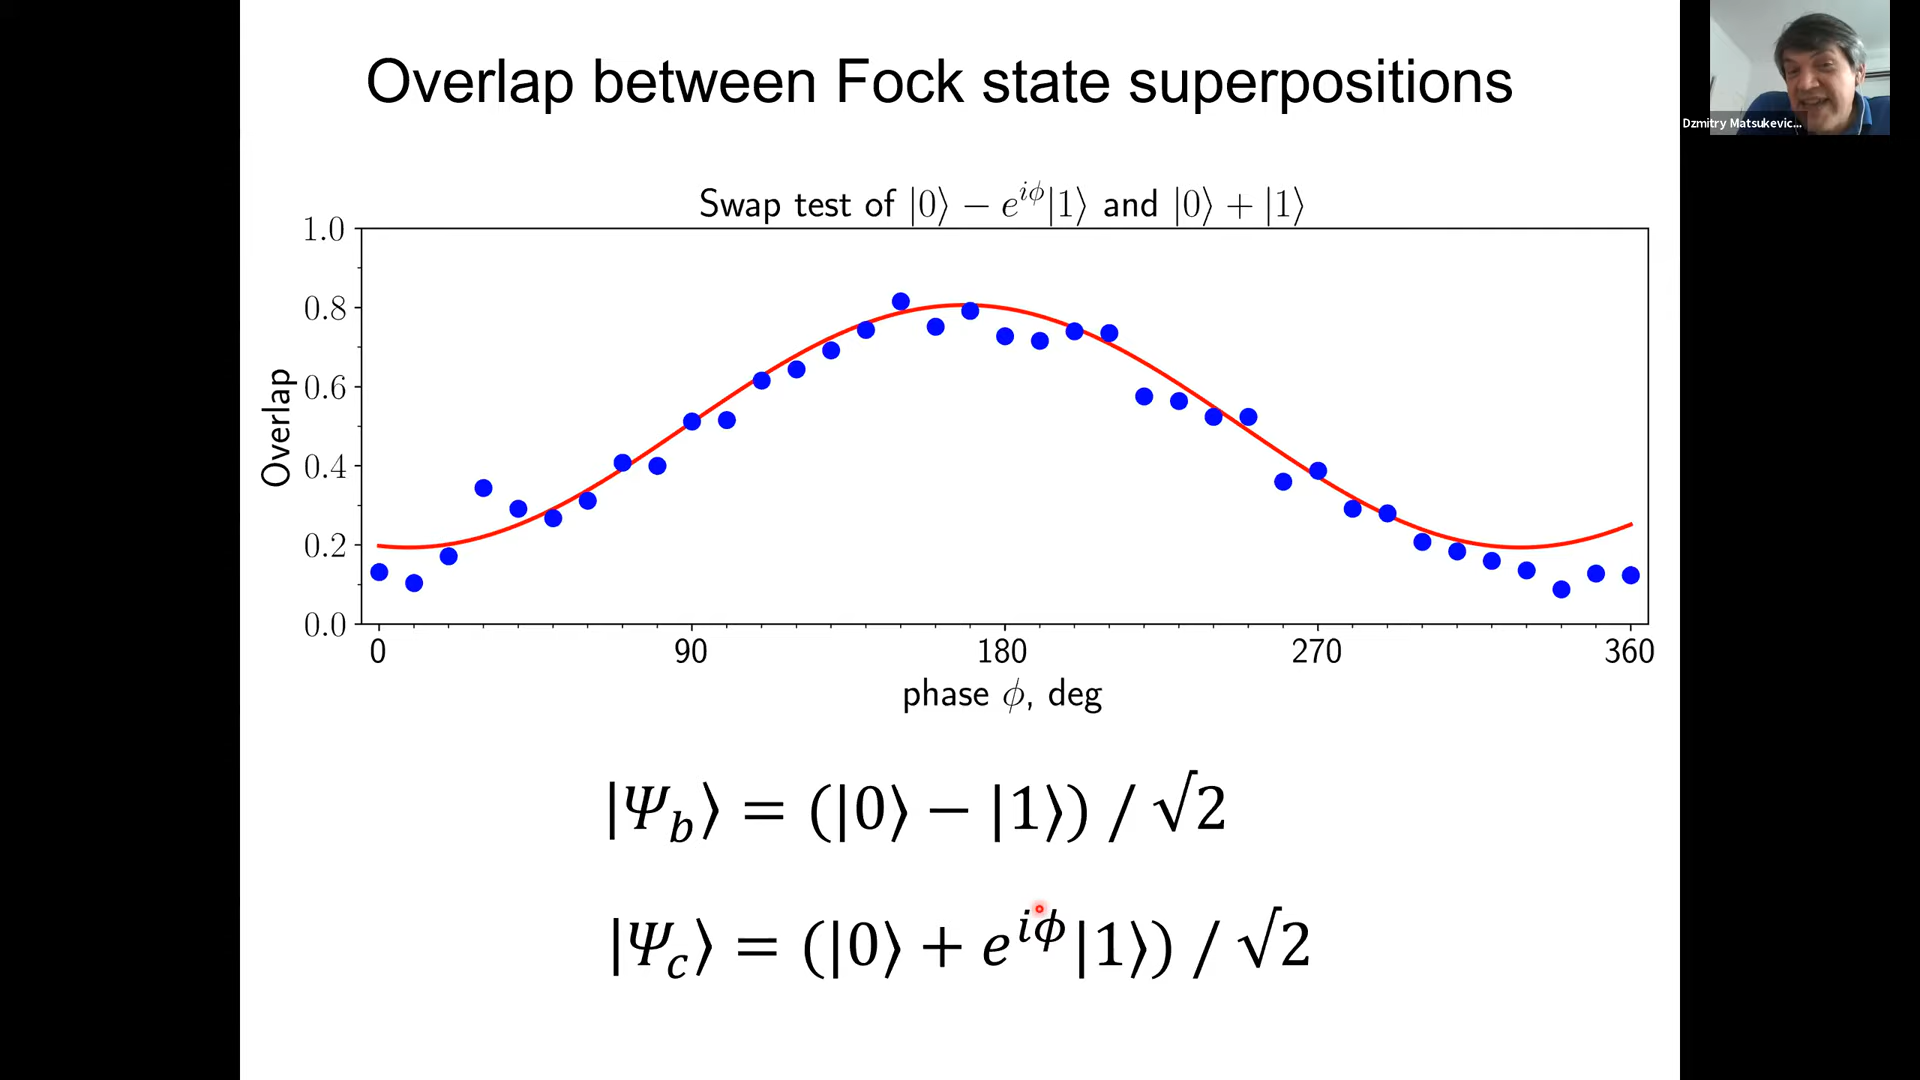 Overlap between Fock state superpositions
Dzmitry Matsukevic...
Swap test of |0⟩ − e^{iϕ}|1⟩ and |0⟩ + |1⟩
1.0
0.8
0.6
0.4
0.2
0.0
Overlap
0 90 180 270 360
phase ϕ, deg
|Ψ_b⟩ = (|0⟩ − |1⟩) / √2
|Ψ_c⟩ = (|0⟩ + e^{iϕ}|1⟩) / √2